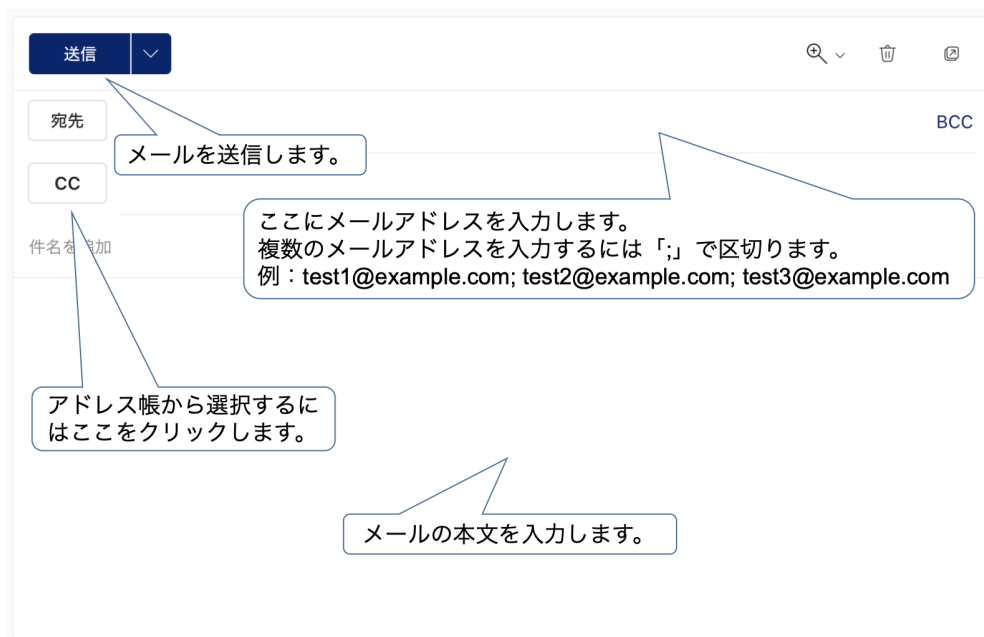 送信
宛先
BCC
メールを送信します。
CC
ここにメールアドレスを入力します。
複数のメールアドレスを入力するには「;」で区切ります。
例：test1@example.com; test2@example.com; test3@example.com
件名を追加
アドレス帳から選択するに
はここをクリックします。
メールの本文を入力します。